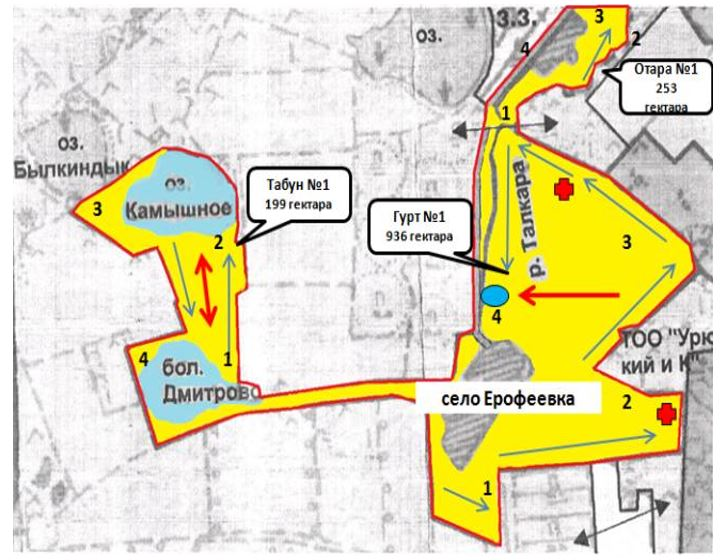 З.З.
3
оз.
4
2
Отара №1
253
гектара
1
оз.
Былкиндык
оз.
Камышное
Табун №1
199 гектара
3
2
Гурт №1
936 гектара
р. Талкара
3
4
4
1
бол.
Дмитрово
ТОО "Урю
кий и К"
село Ерофеевка
2
1